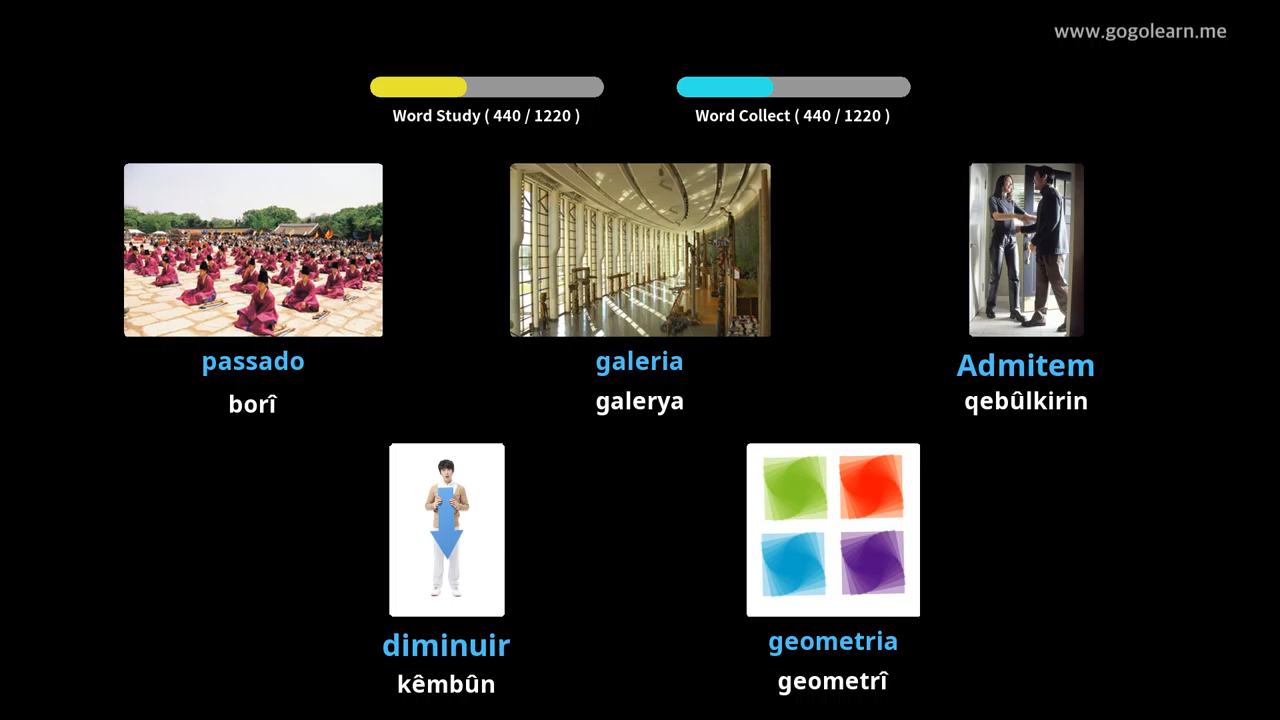 www.gogolearn.me
Word Study ( 440 / 1220 )
Word Collect ( 440 / 1220 )
passado
borî
galeria
galerya
Admitem
qebûlkirin
diminuir
kêmbûn
geometria
geometrî